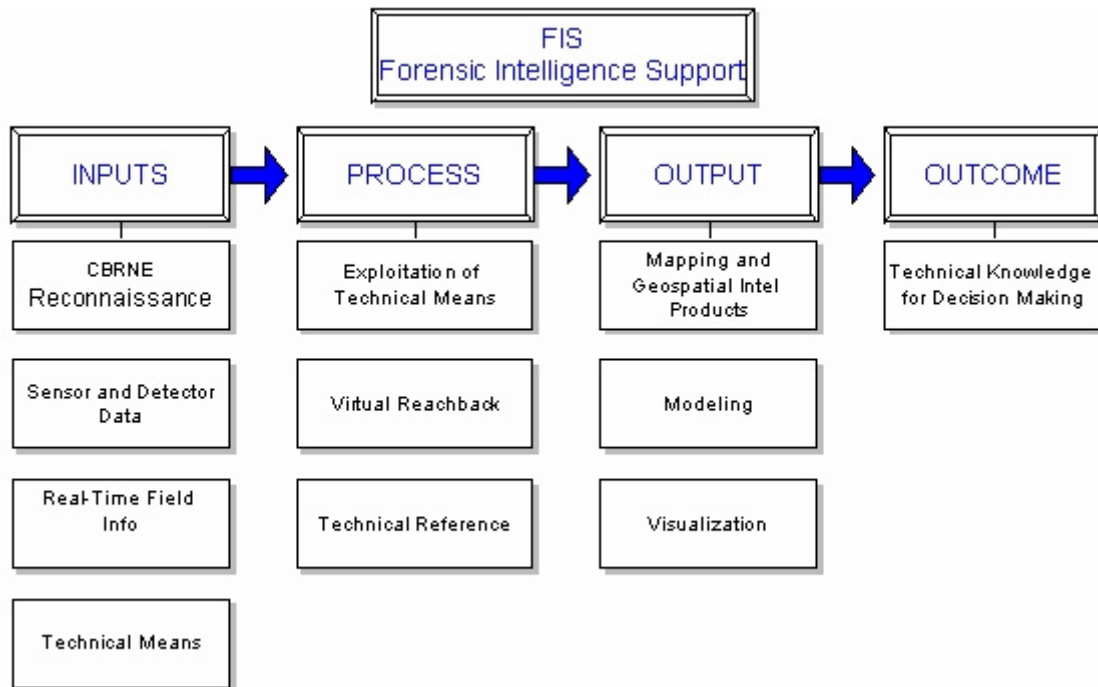 FIS
Forensic Intelligence Support
INPUTS
PROCESS
OUTPUT
OUTCOME
CBRNE
Reconnaissance
Exploitation of
Technical Means
Mapping and
Geospatial Intel
Products
Technical Knowledge
for Decision Making
Sensor and Detector
Data
Virtual Reachback
Modeling
Real-Time Field
Info
Technical Reference
Visualization
Technical Means